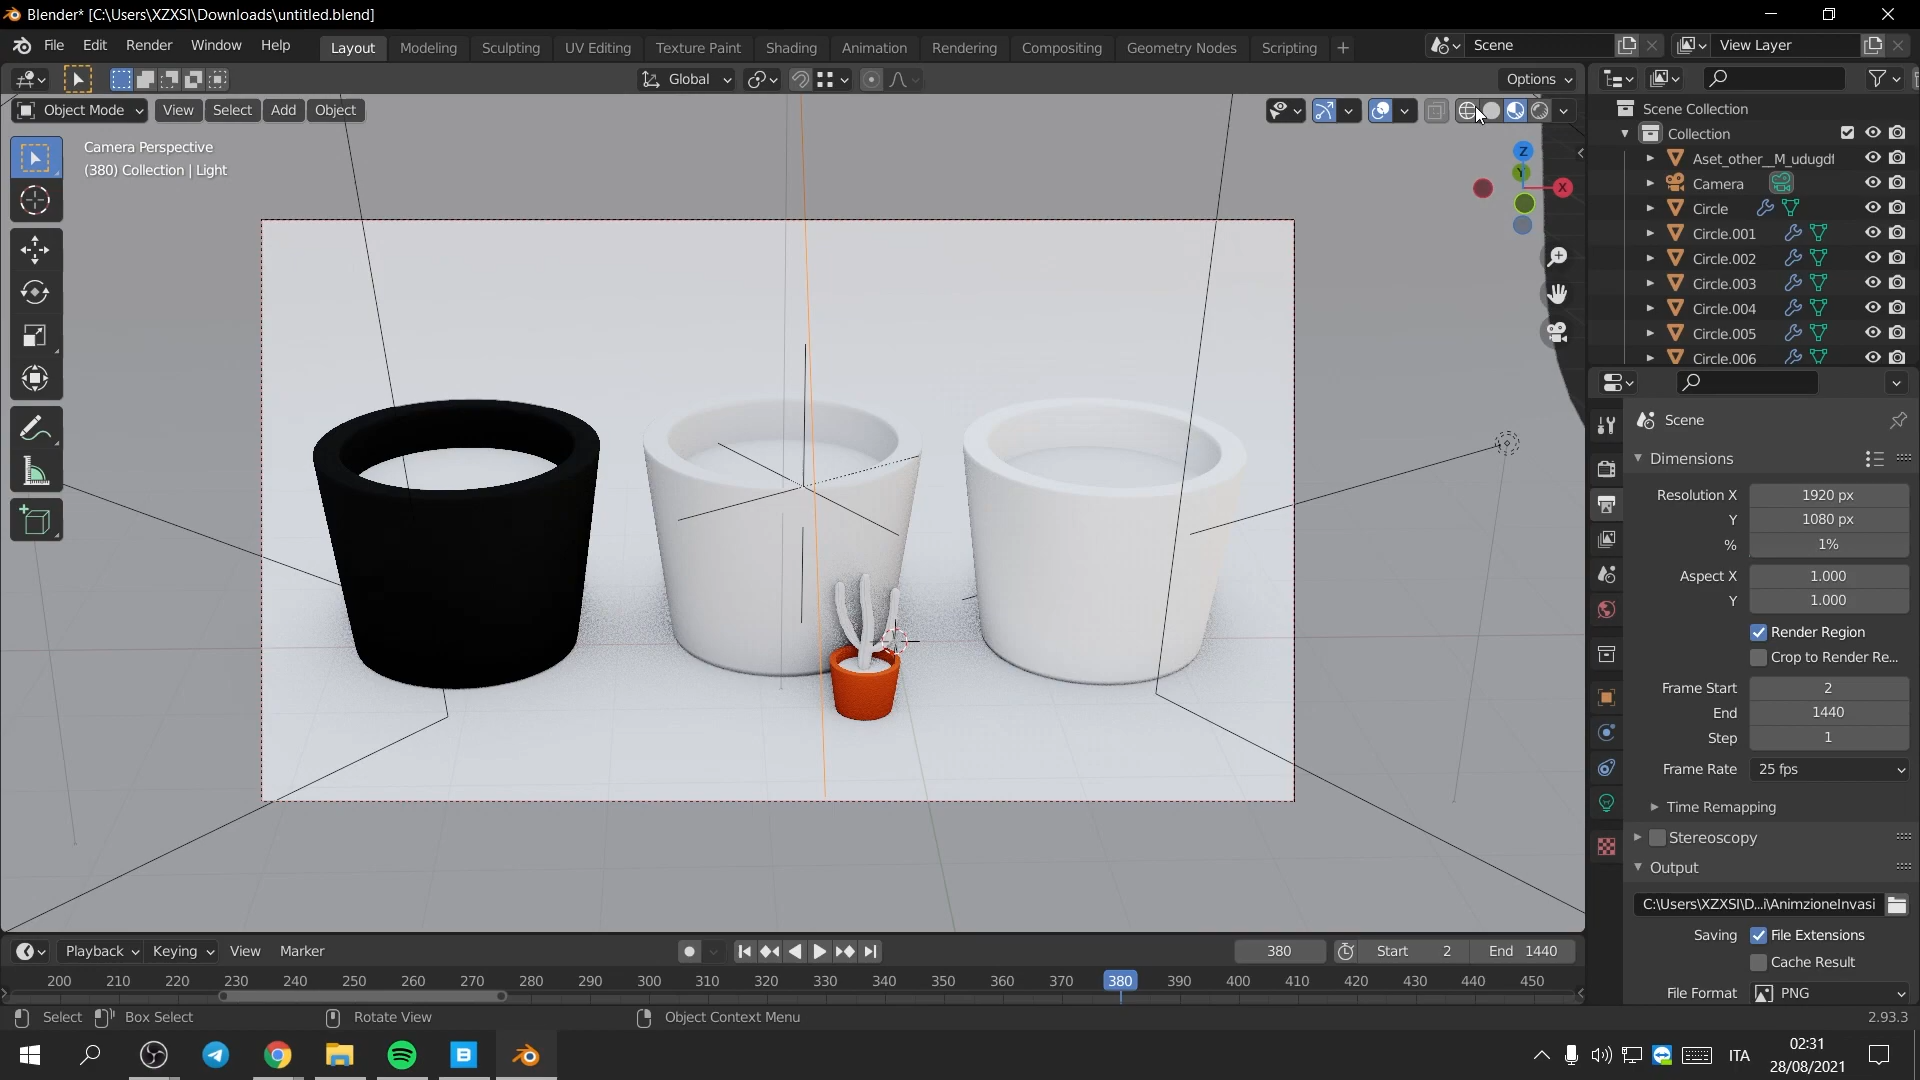 Blender* [C:\Users\XZXSI\Downloads\untitled.blend]
File Edit Render Window Help Layout Modeling Sculpting UV Editing Texture Paint Shading Animation Rendering Compositing Geometry Nodes Scripting + Scene View Layer
Global Options
Object Mode View Select Add Object
Camera Perspective
(380) Collection | Light
Z
Y
X
Scene Collection
Collection
Aset_other__M_udugdl
Camera
Circle
Circle.001
Circle.002
Circle.003
Circle.004
Circle.005
Circle.006
Scene
Dimensions
Resolution X 1920 px
Y 1080 px
% 1%
Aspect X 1.000
Y 1.000
Render Region
Crop to Render Re...
Frame Start 2
End 1440
Step 1
Frame Rate 25 fps
Time Remapping
Stereoscopy
Output
C:\Users\XZXSI\D...i\AnimzioneInvasi
Saving File Extensions
Cache Result
File Format PNG
Playback Keying View Marker 380 Start 2 End 1440
200 210 220 230 240 250 260 270 280 290 300 310 320 330 340 350 360 370 380 390 400 410 420 430 440 450
Select Box Select Rotate View Object Context Menu 2.93.3
ITA
02:31
28/08/2021